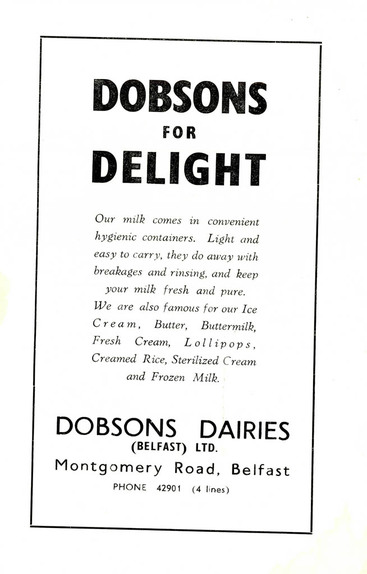 DOBSONS
FOR
DELIGHT
Our milk comes in convenient
hygienic containers. Light and
easy to carry, they do away with
breakages and rinsing, and keep
your milk fresh and pure.
We are also famous for our Ice
Cream, Butter, Buttermilk,
Fresh Cream, Lollipops,
Creamed Rice, Sterilized Cream
and Frozen Milk.
DOBSONS DAIRIES
(BELFAST) LTD.
Montgomery Road, Belfast
PHONE 42901 (4 lines)